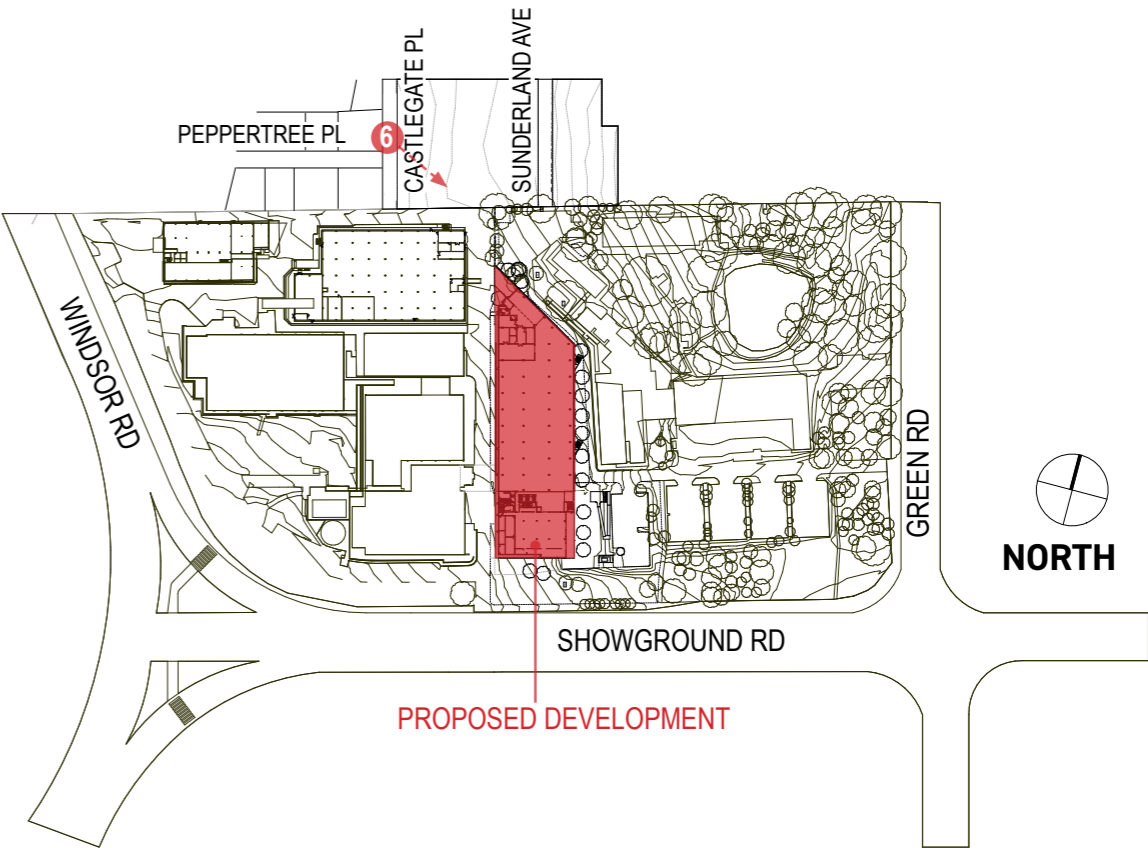 CASTLEGATE PL
SUNDERLAND AVE
PEPPERTREE PL
6
WINDSOR RD
GREEN RD
NORTH
SHOWGROUND RD
PROPOSED DEVELOPMENT